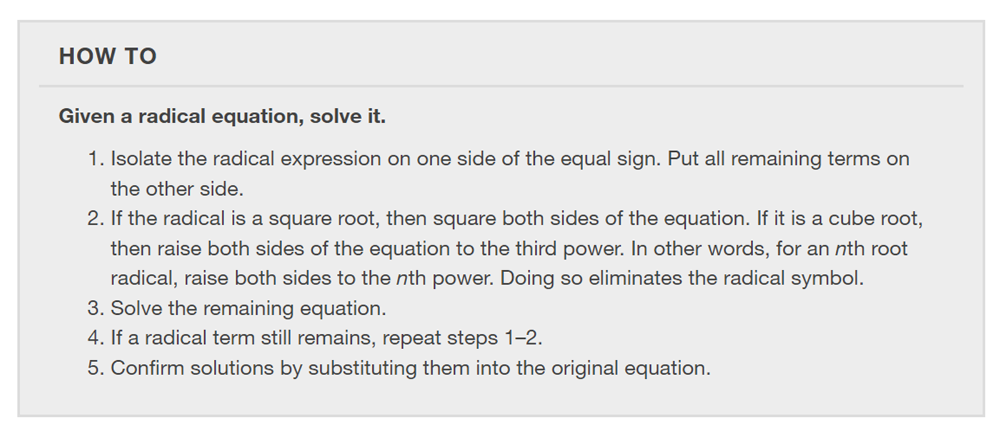 HOW TO
Given a radical equation, solve it.
1. Isolate the radical expression on one side of the equal sign. Put all remaining terms on
the other side.
2. If the radical is a square root, then square both sides of the equation. If it is a cube root,
then raise both sides of the equation to the third power. In other words, for an nth root
radical, raise both sides to the nth power. Doing so eliminates the radical symbol.
3. Solve the remaining equation.
4. If a radical term still remains, repeat steps 1–2.
5. Confirm solutions by substituting them into the original equation.